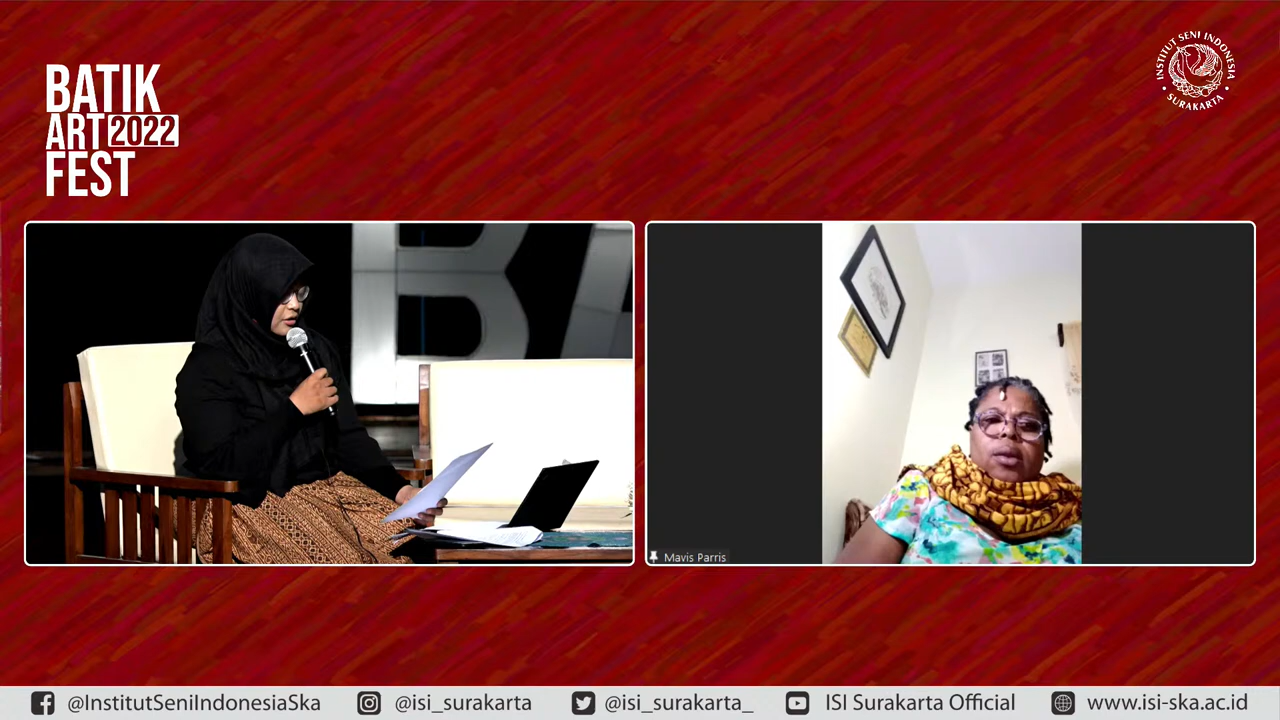 BATIK
ART 2022
FEST
INSTITUT SENI INDONESIA
• SURAKARTA •
BA
Mavis Parris
@InstitutSeniIndonesiaSka
@isi_surakarta
@isi_surakarta_
ISI Surakarta Official
www.isi-ska.ac.id